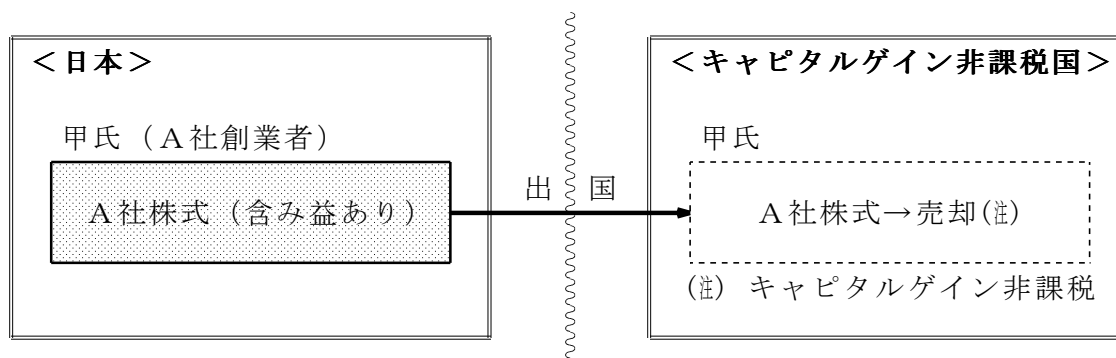 ＜日本＞
甲氏（Ａ社創業者）
Ａ社株式（含み益あり）
出国
＜キャピタルゲイン非課税国＞
甲氏
Ａ社株式→売却(注)
(注) キャピタルゲイン非課税